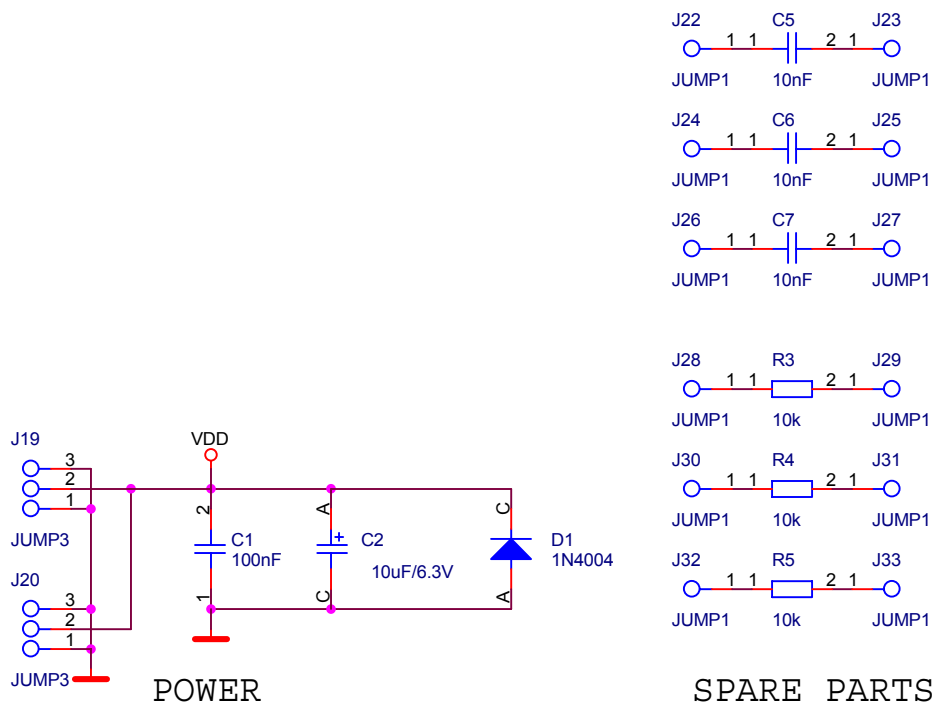 J22 C5 J23
1 1 2 1
JUMP1 10nF JUMP1
J24 C6 J25
1 1 2 1
JUMP1 10nF JUMP1
J26 C7 J27
1 1 2 1
JUMP1 10nF JUMP1
J28 R3 J29
1 1 2 1
JUMP1 10k JUMP1
J30 R4 J31
1 1 2 1
JUMP1 10k JUMP1
J32 R5 J33
1 1 2 1
JUMP1 10k JUMP1
SPARE PARTS
J19
3
2
1
JUMP3
J20
3
2
1
JUMP3
VDD
2
C1
100nF
1
A
+
C2
10uF/6.3V
C
C
D1
1N4004
A
POWER